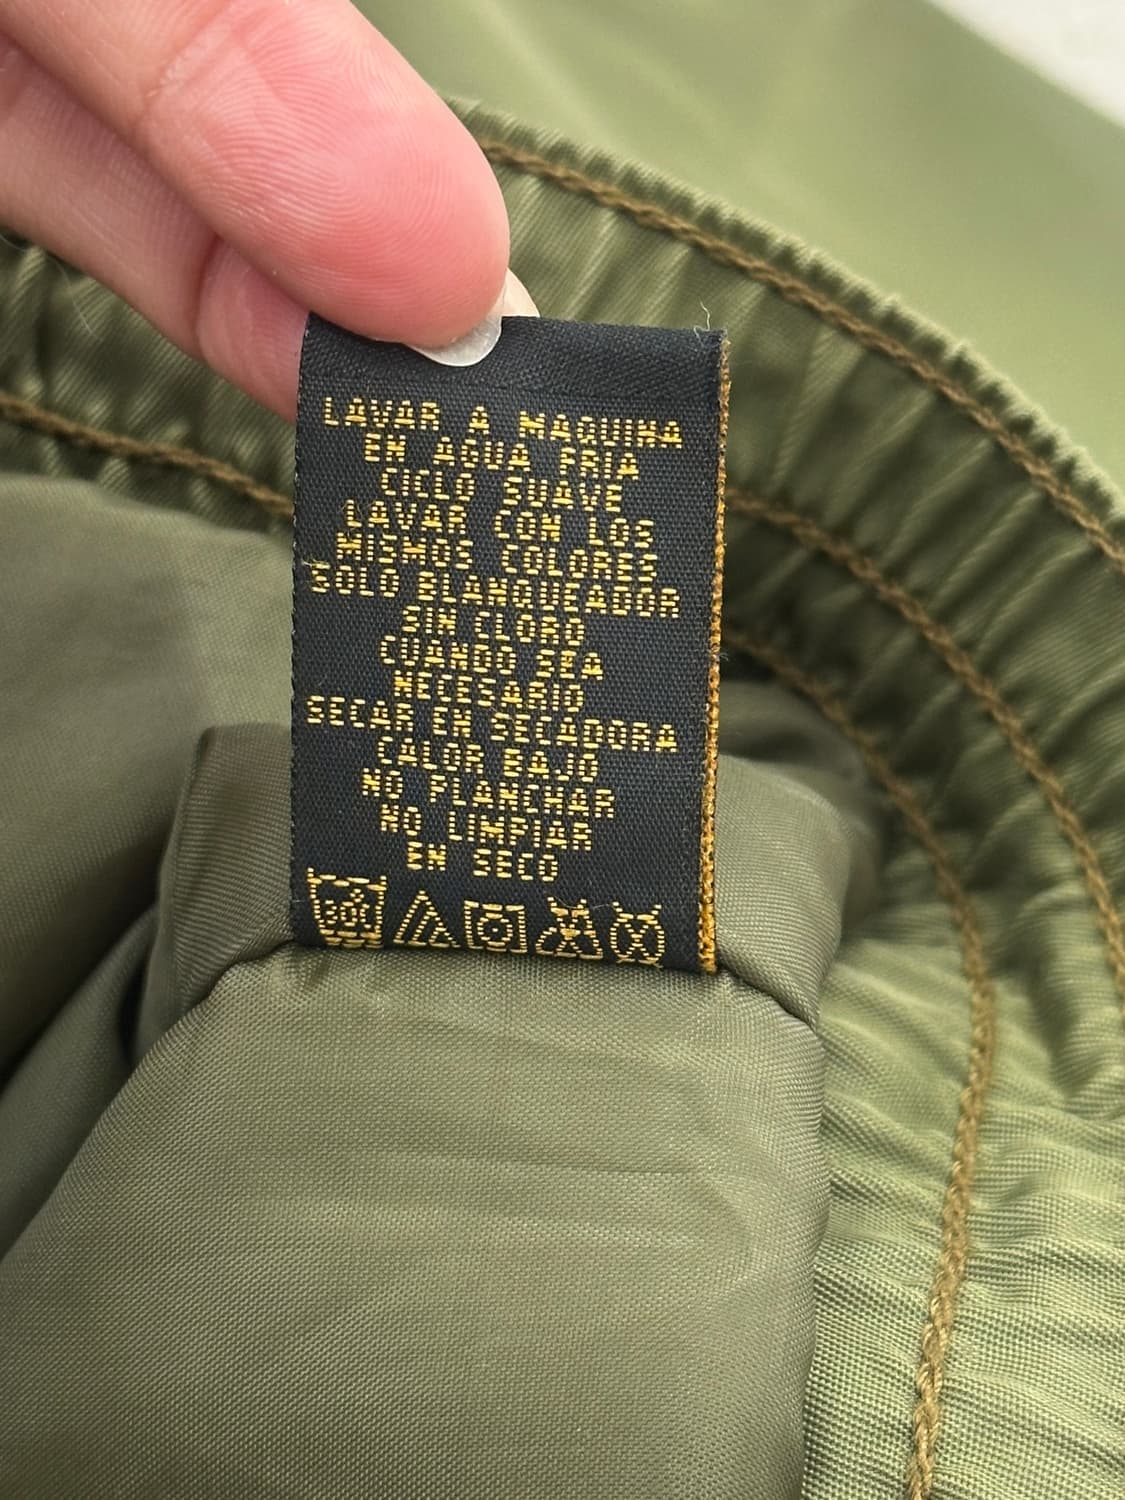 LAVAR A MAQUINA
EN AGUA FRIA
CICLO SUAVE
LAVAR CON LOS
MISMOS COLORES
SOLO BLANQUEADOR
SIN CLORO
CUANDO SEA
NECESARIO
SECAR EN SECADORA
CALOR BAJO
NO PLANCHAR
NO LIMPIAR
EN SECO
30C